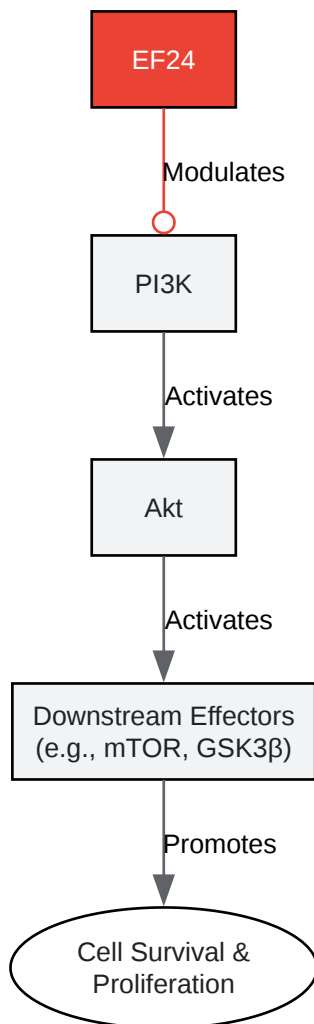 EF24
Modulates
PI3K
Activates
Akt
Activates
Downstream Effectors
(e.g., mTOR, GSK3β)
Promotes
Cell Survival &
Proliferation